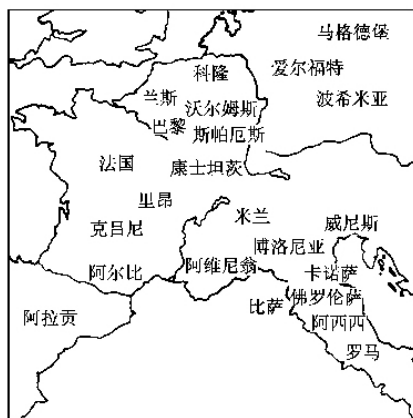 马格德堡
科隆
爱尔福特
兰斯
沃尔姆斯
波希米亚
巴黎
斯帕厄斯
法国
康士坦茨
里昂
米兰
克吕尼
威尼斯
博洛尼亚
阿尔比
阿维尼翁
卡诺萨
比萨
佛罗伦萨
阿拉贡
阿西西
罗马